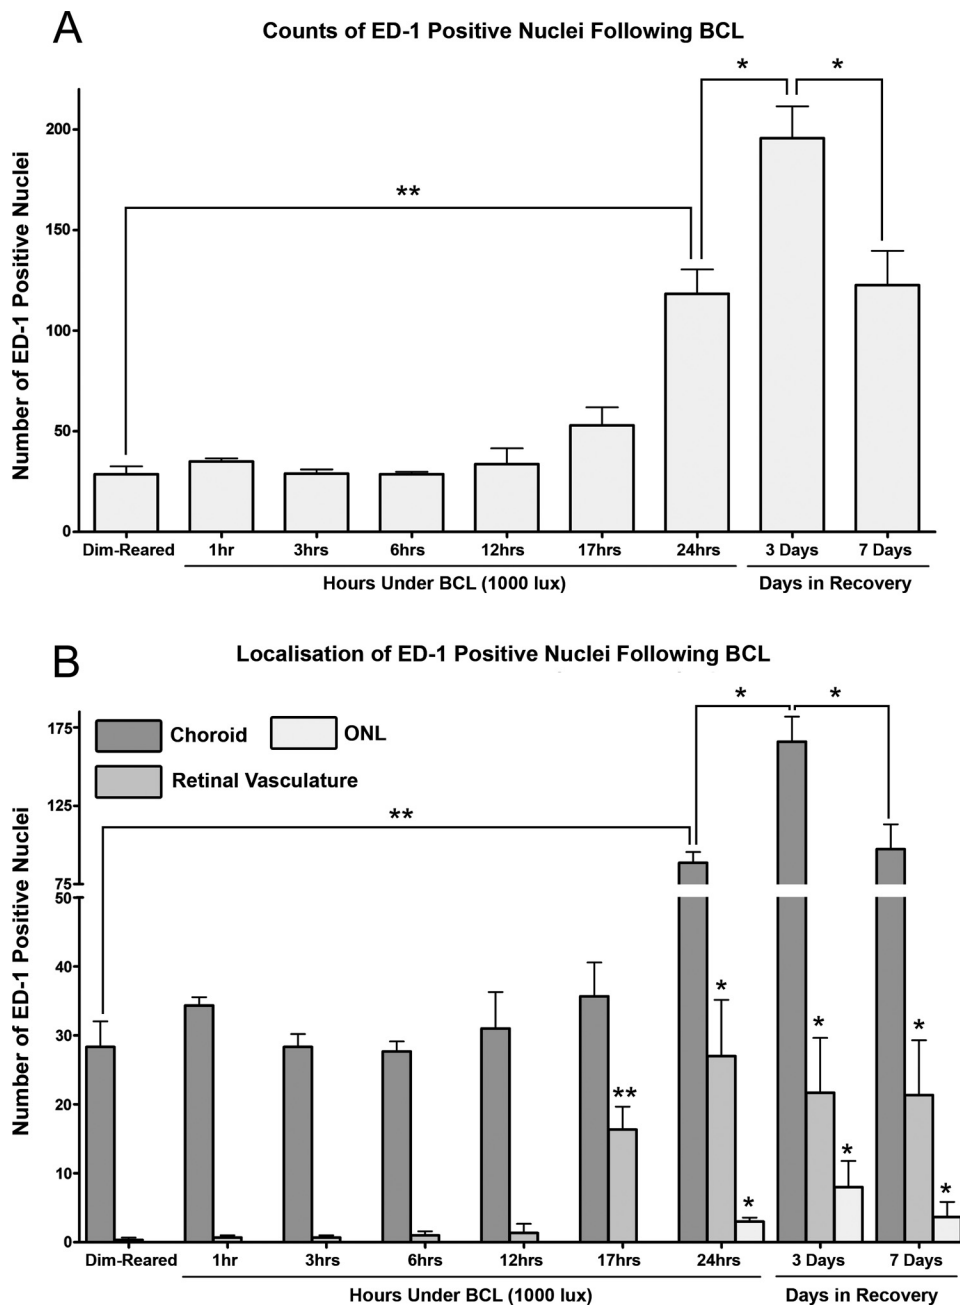 A
Counts of ED-1 Positive Nuclei Following BCL
* *
**
Number of ED-1 Positive Nuclei
200
150
100
50
0
Dim-Reared 1hr 3hrs 6hrs 12hrs 17hrs 24hrs 3 Days 7 Days
Hours Under BCL (1000 lux) Days in Recovery
B
Localisation of ED-1 Positive Nuclei Following BCL
* *
Choroid ONL
Retinal Vasculature
**
Number of ED-1 Positive Nuclei
175
125
75
50
40
30
20
10
0
** * * * * * *
Dim-Reared 1hr 3hrs 6hrs 12hrs 17hrs 24hrs 3 Days 7 Days
Hours Under BCL (1000 lux) Days in Recovery